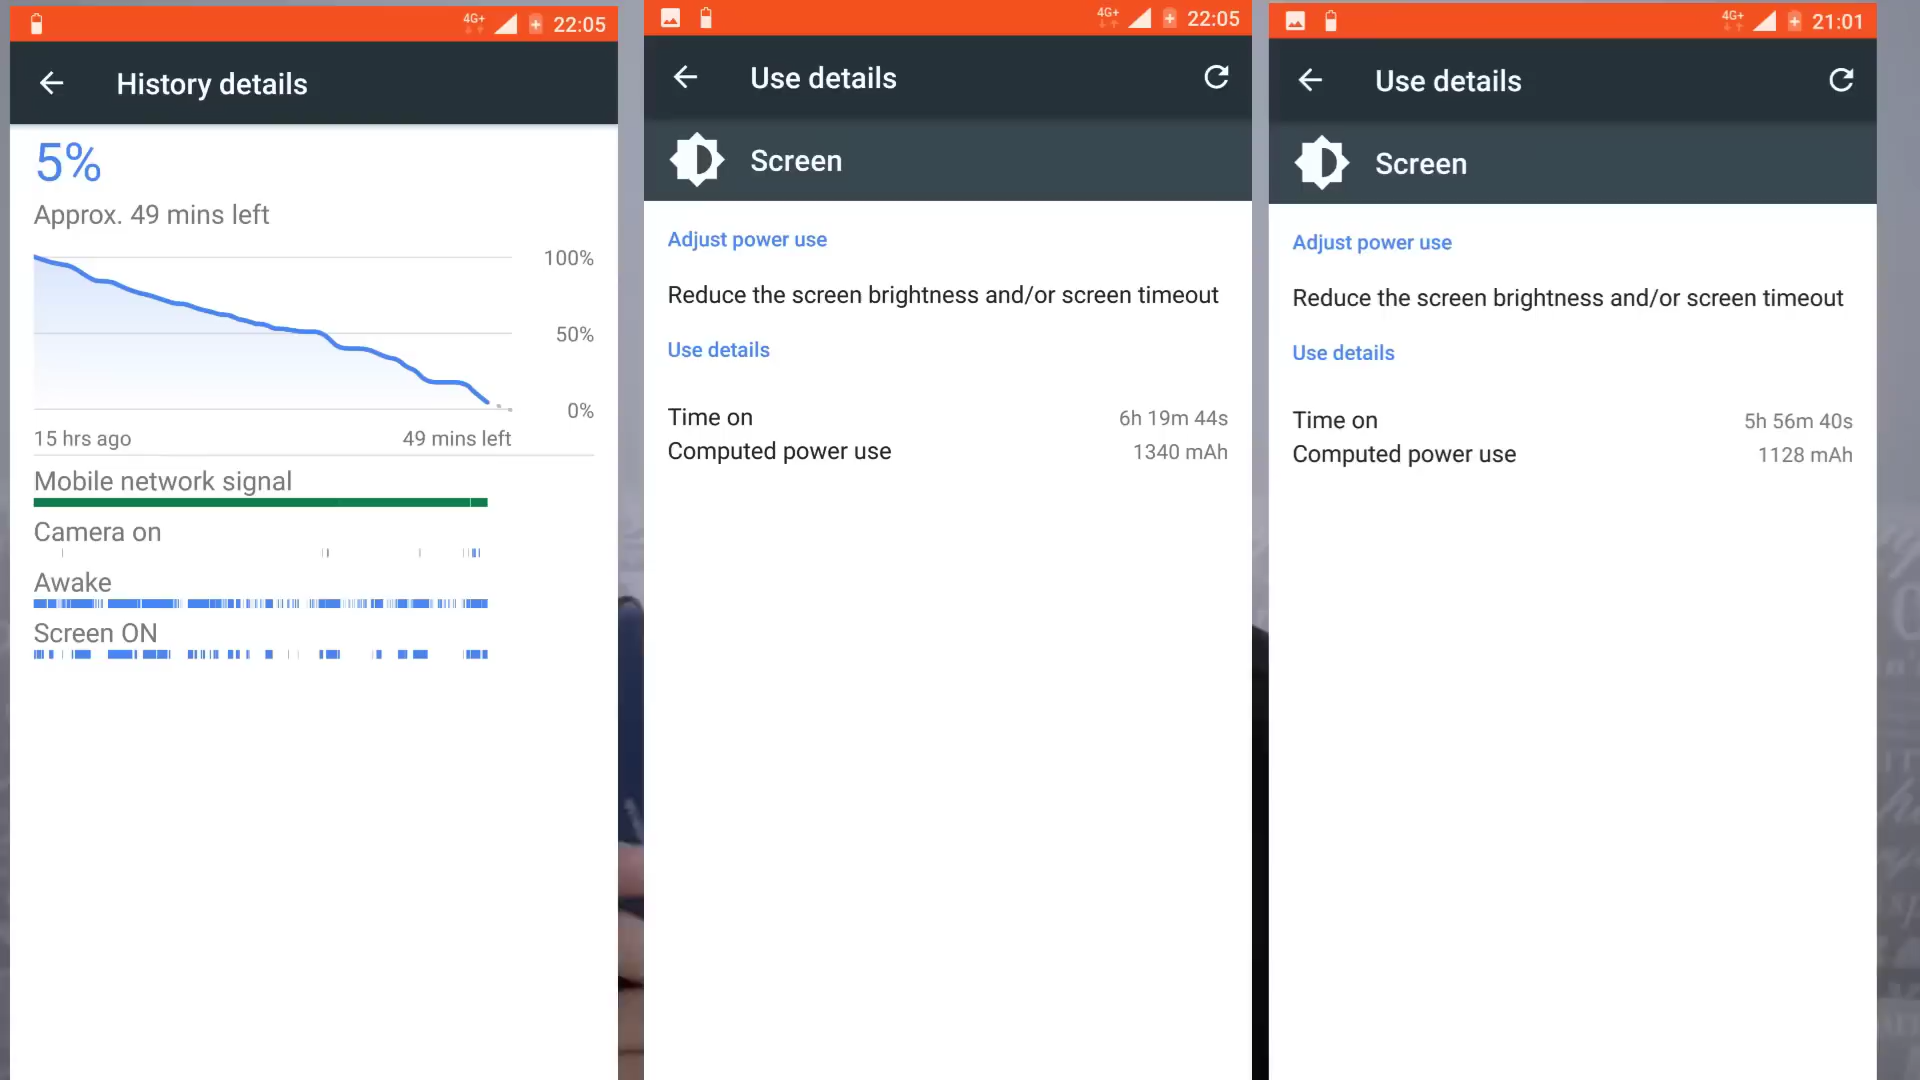 4G+ 22:05
History details
5%
Approx. 49 mins left
100%
50%
0%
15 hrs ago 49 mins left
Mobile network signal
Camera on
Awake
Screen ON
4G+ 22:05
Use details
Screen
Adjust power use
Reduce the screen brightness and/or screen timeout
Use details
Time on 6h 19m 44s
Computed power use 1340 mAh
4G+ 21:01
Use details
Screen
Adjust power use
Reduce the screen brightness and/or screen timeout
Use details
Time on 5h 56m 40s
Computed power use 1128 mAh